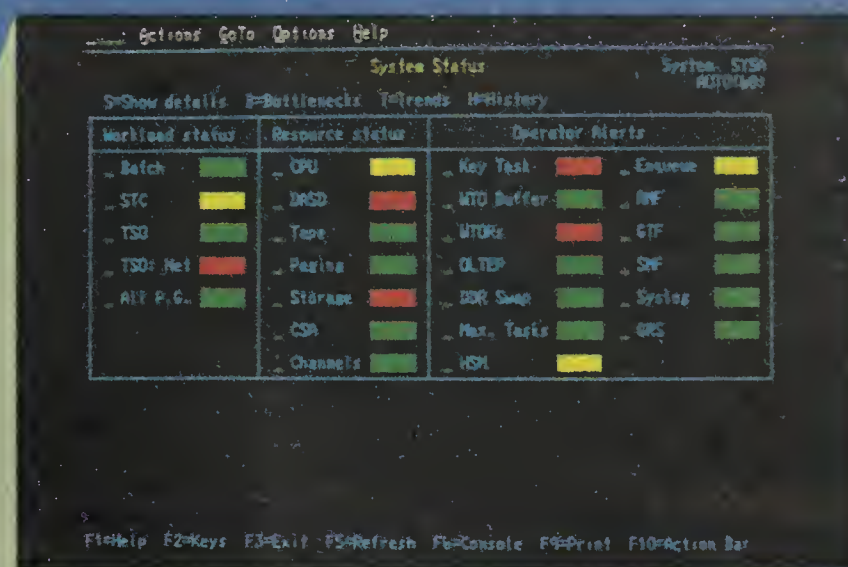 Actions GoTo Options Help
System Status
System. SYSA
S=Show details B=Bottlenecks T=Trends H=History
Workload status Resource status Operator Alerts
_ Batch _ CPU _ Key Task _ Enqueue
_ STC _ DASD _ WTO Buffer _ RMF
_ TSO _ Tape _ WTORs _ GTF
_ TSO: Net _ Paging _ OLTEP _ SMF
_ All P.G. _ Storage _ DDR Swap _ Syslog
_ CSA _ Max. Tasks _ GRS
_ Channels _ HSM
F1=Help F2=Keys F3=Exit F5=Refresh F6=Console F9=Print F10=Action Bar